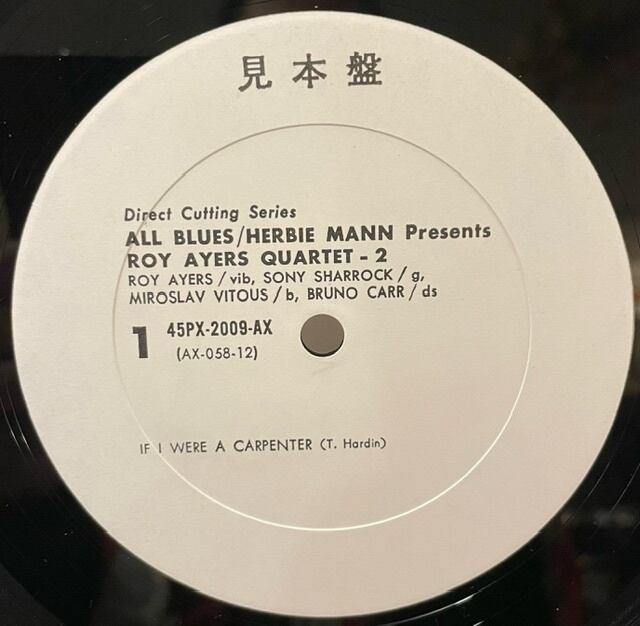 見本盤
Direct Cutting Series
ALL BLUES/HERBIE MANN Presents
ROY AYERS QUARTET - 2
ROY AYERS / vib, SONY SHARROCK / g,
MIROSLAV VITOUS / b, BRUNO CARR / ds
1 45PX-2009-AX
(AX-058-12)
IF I WERE A CARPENTER (T. Hardin)